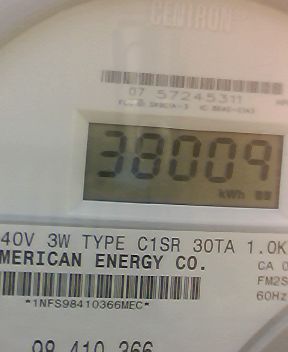 CENTRON
07 57245311
38009
kWh
40V 3W TYPE C1SR 30TA 1.0K
MERICAN ENERGY CO.
CA 0
FM2S
60HZ
*1NFS98410366MEC*
98 410 366